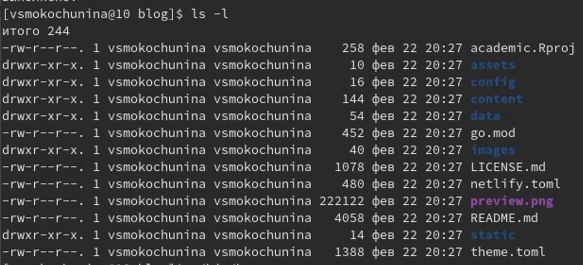 [vsmokochunina@10 blog]$ ls -l
итого 244
-rw-r--r--. 1 vsmokochunina vsmokochunina    258 фев 22 20:27 academic.Rproj
drwxr-xr-x. 1 vsmokochunina vsmokochunina     10 фев 22 20:27 assets
drwxr-xr-x. 1 vsmokochunina vsmokochunina     16 фев 22 20:27 config
drwxr-xr-x. 1 vsmokochunina vsmokochunina    144 фев 22 20:27 content
drwxr-xr-x. 1 vsmokochunina vsmokochunina     54 фев 22 20:27 data
-rw-r--r--. 1 vsmokochunina vsmokochunina    452 фев 22 20:27 go.mod
drwxr-xr-x. 1 vsmokochunina vsmokochunina     40 фев 22 20:27 images
-rw-r--r--. 1 vsmokochunina vsmokochunina   1078 фев 22 20:27 LICENSE.md
-rw-r--r--. 1 vsmokochunina vsmokochunina    480 фев 22 20:27 netlify.toml
-rw-r--r--. 1 vsmokochunina vsmokochunina 222122 фев 22 20:27 preview.png
-rw-r--r--. 1 vsmokochunina vsmokochunina   4058 фев 22 20:27 README.md
drwxr-xr-x. 1 vsmokochunina vsmokochunina     14 фев 22 20:27 static
-rw-r--r--. 1 vsmokochunina vsmokochunina   1388 фев 22 20:27 theme.toml